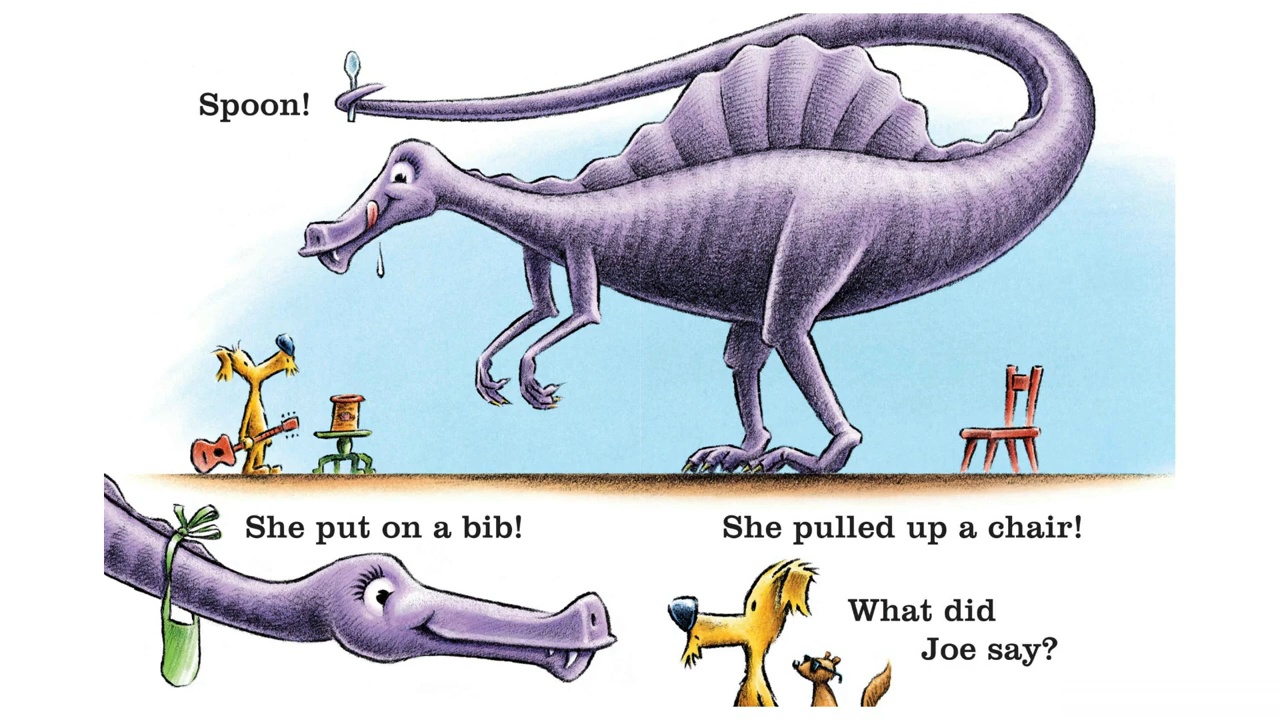 Spoon!
She put on a bib!
She pulled up a chair!
What did
Joe say?